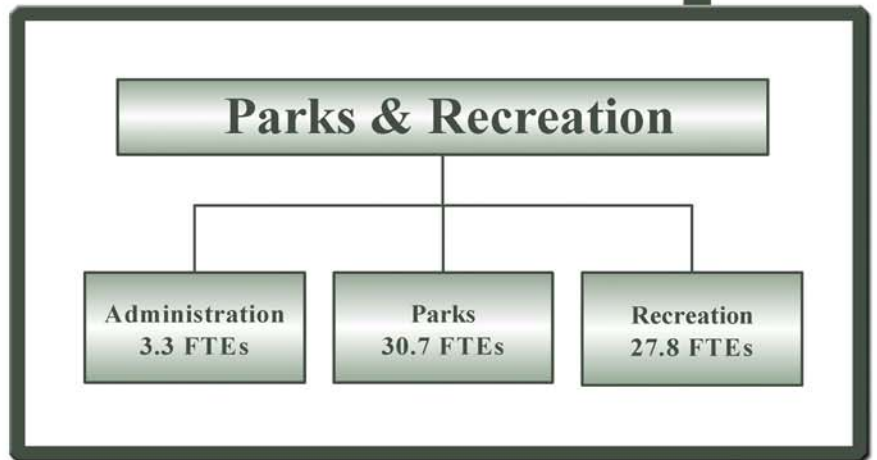 Parks & Recreation
Administration
3.3 FTEs
Parks
30.7 FTEs
Recreation
27.8 FTEs